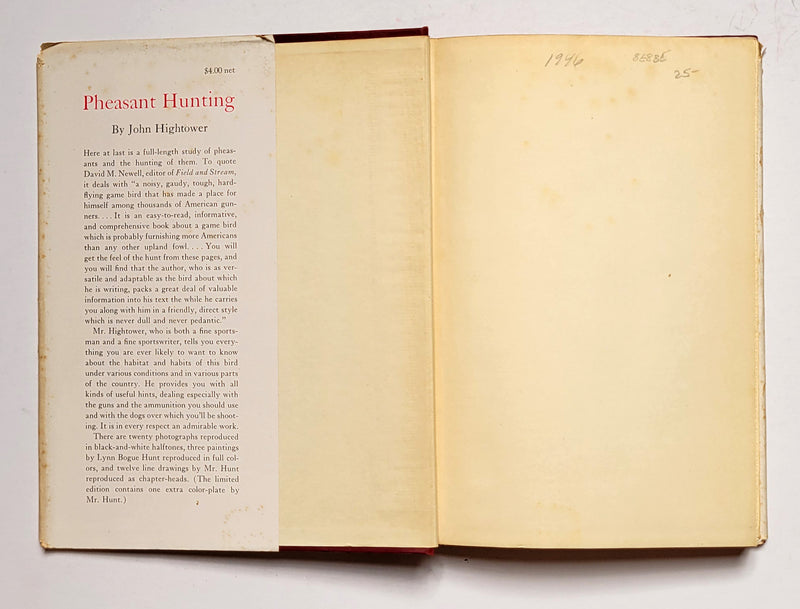 $4.00 net
Pheasant Hunting
By John Hightower
Here at last is a full-length study of pheas-
ants and the hunting of them. To quote
David M. Newell, editor of Field and Stream,
it deals with "a noisy, gaudy, tough, hard-
flying game bird that has made a place for
himself among thousands of American gun-
ners. . . . It is an easy-to-read, informative,
and comprehensive book about a game bird
which is probably furnishing more Americans
than any other upland fowl. . . . You will
get the feel of the hunt from these pages, and
you will find that the author, who is as ver-
satile and adaptable as the bird about which
he is writing, packs a great deal of valuable
information into his text the while he carries
you along with him in a friendly, direct style
which is never dull and never pedantic."
Mr. Hightower, who is both a fine sports-
man and a fine sportswriter, tells you every-
thing you are ever likely to want to know
about the habitat and habits of this bird
under various conditions and in various parts
of the country. He provides you with all
kinds of useful hints, dealing especially with
the guns and the ammunition you should use
and with the dogs over which you'll be shoot-
ing. It is in every respect an admirable work.
There are twenty photographs reproduced
in black-and-white halftones, three paintings
by Lynn Bogue Hunt reproduced in full col-
ors, and twelve line drawings by Mr. Hunt
reproduced as chapter-heads. (The limited
edition contains one extra color-plate by
Mr. Hunt.)
1946
25-